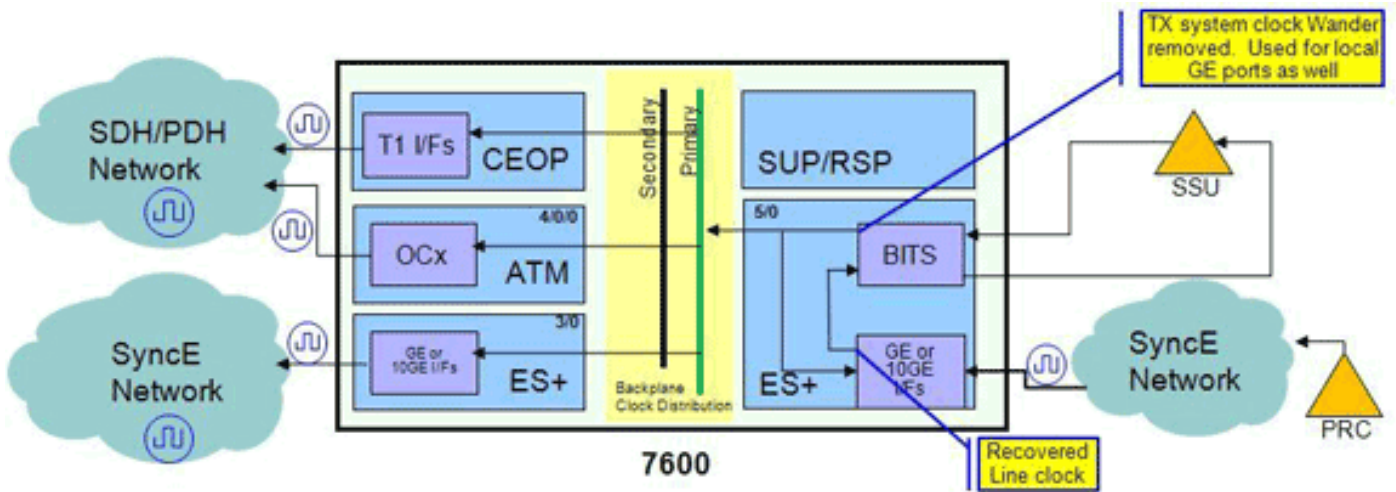 TX system clock Wander
removed. Used for local
GE ports as well
SDH/PDH
Network
T1 I/Fs
CEOP
Secondary
Primary
SUP/RSP
SSU
4/0/0
OCx
ATM
5/0
BITS
SyncE
Network
3/0
GE or
10GE I/Fs
ES+
Backplane
Clock Distribution
GE or
10GE
I/Fs
ES+
SyncE
Network
PRC
7600
Recovered
Line clock